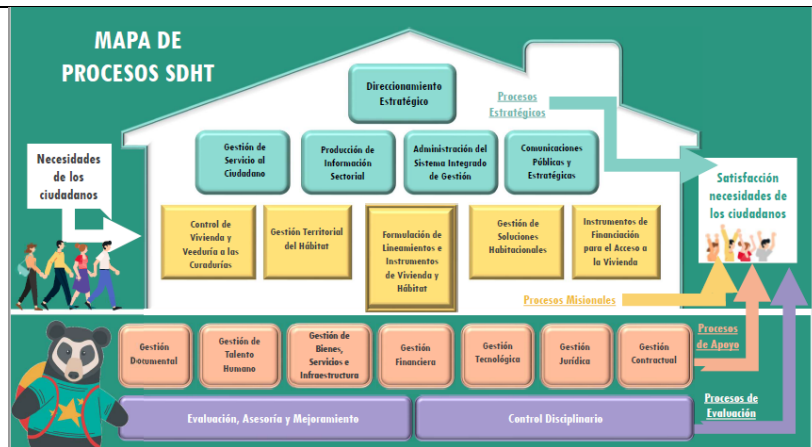 MAPA DE
PROCESOS SDHT
Direccionamiento
Estratégico
Procesos
Estratégicos
Necesidades
de los
ciudadanos
Gestión de
Servicio al
Ciudadano
Producción de
Información
Sectorial
Administración del
Sistema Integrado
de Gestión
Comunicaciones
Públicas y
Estratégicas
Satisfacción
necesidades de
los ciudadanos
Control de
Vivienda y
Veeduría a las
Curadurías
Gestión Territorial
del Hábitat
Formulación de
Lineamientos e
Instrumentos
de Vivienda y
Hábitat
Gestión de
Soluciones
Habitacionales
Instrumentos de
Financiación
para el Acceso a
la Vivienda
Procesos Misionales
Gestión
Documental
Gestión de
Talento
Humano
Gestión de
Bienes,
Servicios e
Infraestructura
Gestión
Financiera
Gestión
Tecnológica
Gestión
Jurídica
Gestión
Contractual
Procesos
de Apoyo
Evaluación, Asesoría y Mejoramiento
Control Disciplinario
Procesos de
Evaluación